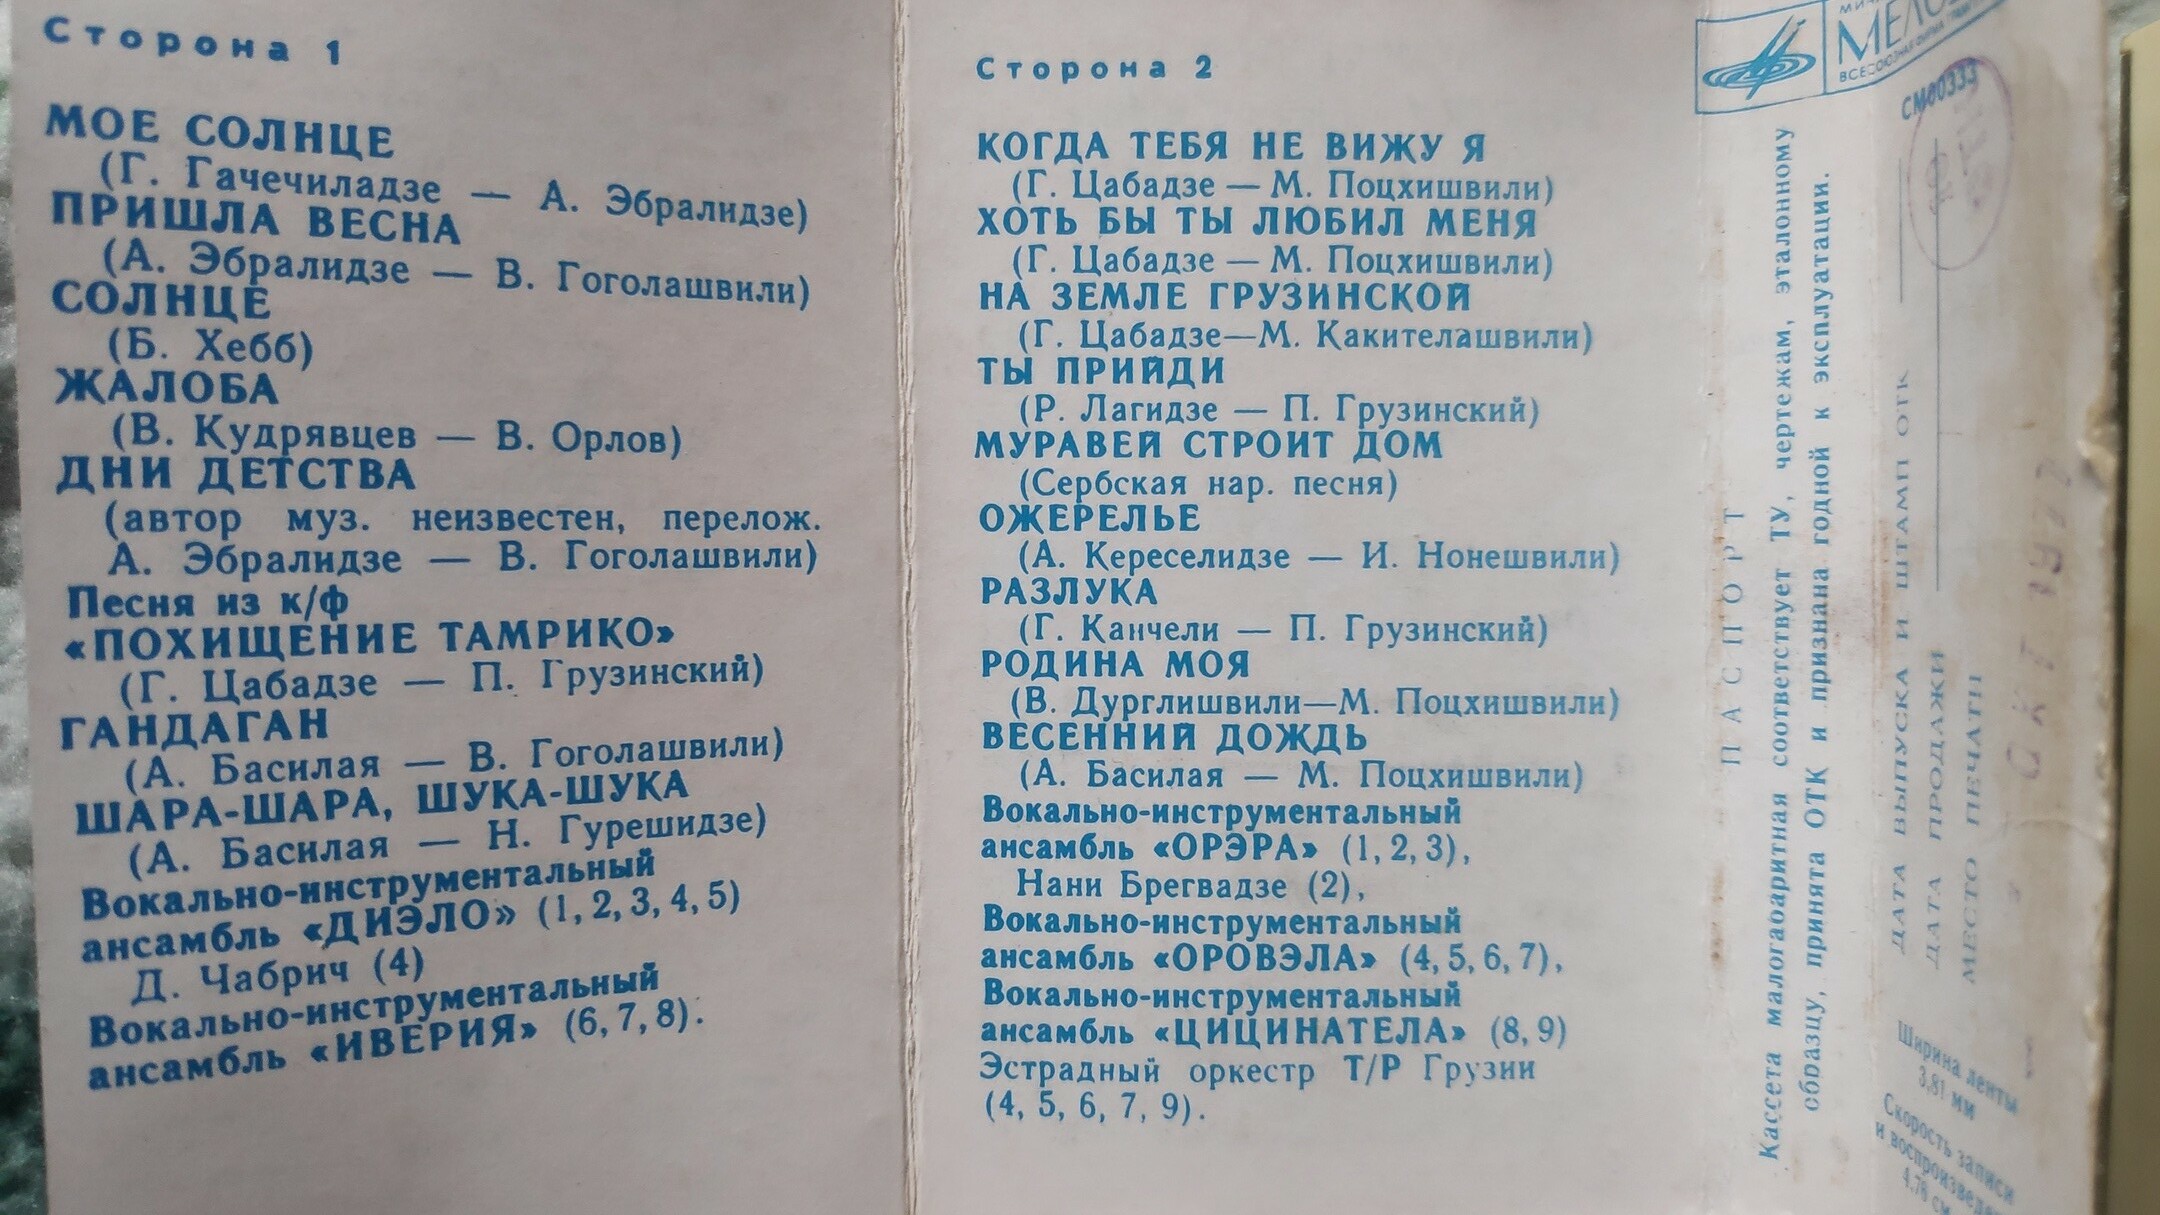 Сторона 1
МОЕ СОЛНЦЕ
(Г. Гачечиладзе — А. Эбралидзе)
ПРИШЛА ВЕСНА
(А. Эбралидзе — В. Гоголашвили)
СОЛНЦЕ
(Б. Хебб)
ЖАЛОБА
(В. Кудрявцев — В. Орлов)
ДНИ ДЕТСТВА
(автор муз. неизвестен, перелож.
А. Эбралидзе — В. Гоголашвили)
Песня из к/ф
«ПОХИЩЕНИЕ ТАМРИКО»
(Г. Цабадзе — П. Грузинский)
ГАНДАГАН
(А. Басилая — В. Гоголашвили)
ШАРА-ШАРА, ШУКА-ШУКА
(А. Басилая — Н. Гурешидзе)
Вокально-инструментальный
ансамбль «ДИЭЛО» (1, 2, 3, 4, 5)
Д. Чабрич (4)
Вокально-инструментальный
ансамбль «ИВЕРИЯ» (6, 7, 8).
Сторона 2
КОГДА ТЕБЯ НЕ ВИЖУ Я
(Г. Цабадзе — М. Поцхишвили)
ХОТЬ БЫ ТЫ ЛЮБИЛ МЕНЯ
(Г. Цабадзе — М. Поцхишвили)
НА ЗЕМЛЕ ГРУЗИНСКОЙ
(Г. Цабадзе—М. Какителашвили)
ТЫ ПРИЙДИ
(Р. Лагидзе — П. Грузинский)
МУРАВЕЙ СТРОИТ ДОМ
(Сербская нар. песня)
ОЖЕРЕЛЬЕ
(А. Кереселидзе — И. Нонешвили)
РАЗЛУКА
(Г. Канчели — П. Грузинский)
РОДИНА МОЯ
(В. Дурглишвили—М. Поцхишвили)
ВЕСЕННИЙ ДОЖДЬ
(А. Басилая — М. Поцхишвили)
Вокально-инструментальный
ансамбль «ОРЭРА» (1, 2, 3),
Нани Брегвадзе (2),
Вокально-инструментальный
ансамбль «ОРОВЭЛА» (4, 5, 6, 7),
Вокально-инструментальный
ансамбль «ЦИЦИНАТЕЛА» (8, 9)
Эстрадный оркестр Т/Р Грузии
(4, 5, 6, 7, 9).
СМ00333
ПАСПОРТ
Кассета малогабаритная соответствует ТУ, чертежам, эталонному
образцу, принята ОТК и признана годной к эксплуатации.
ДАТА ВЫПУСКА И ШТАМП ОТК
ДАТА ПРОДАЖИ
МЕСТО ПЕЧАТИ
Ширина ленты
3,81 мм
Скорость записи
4.76 см